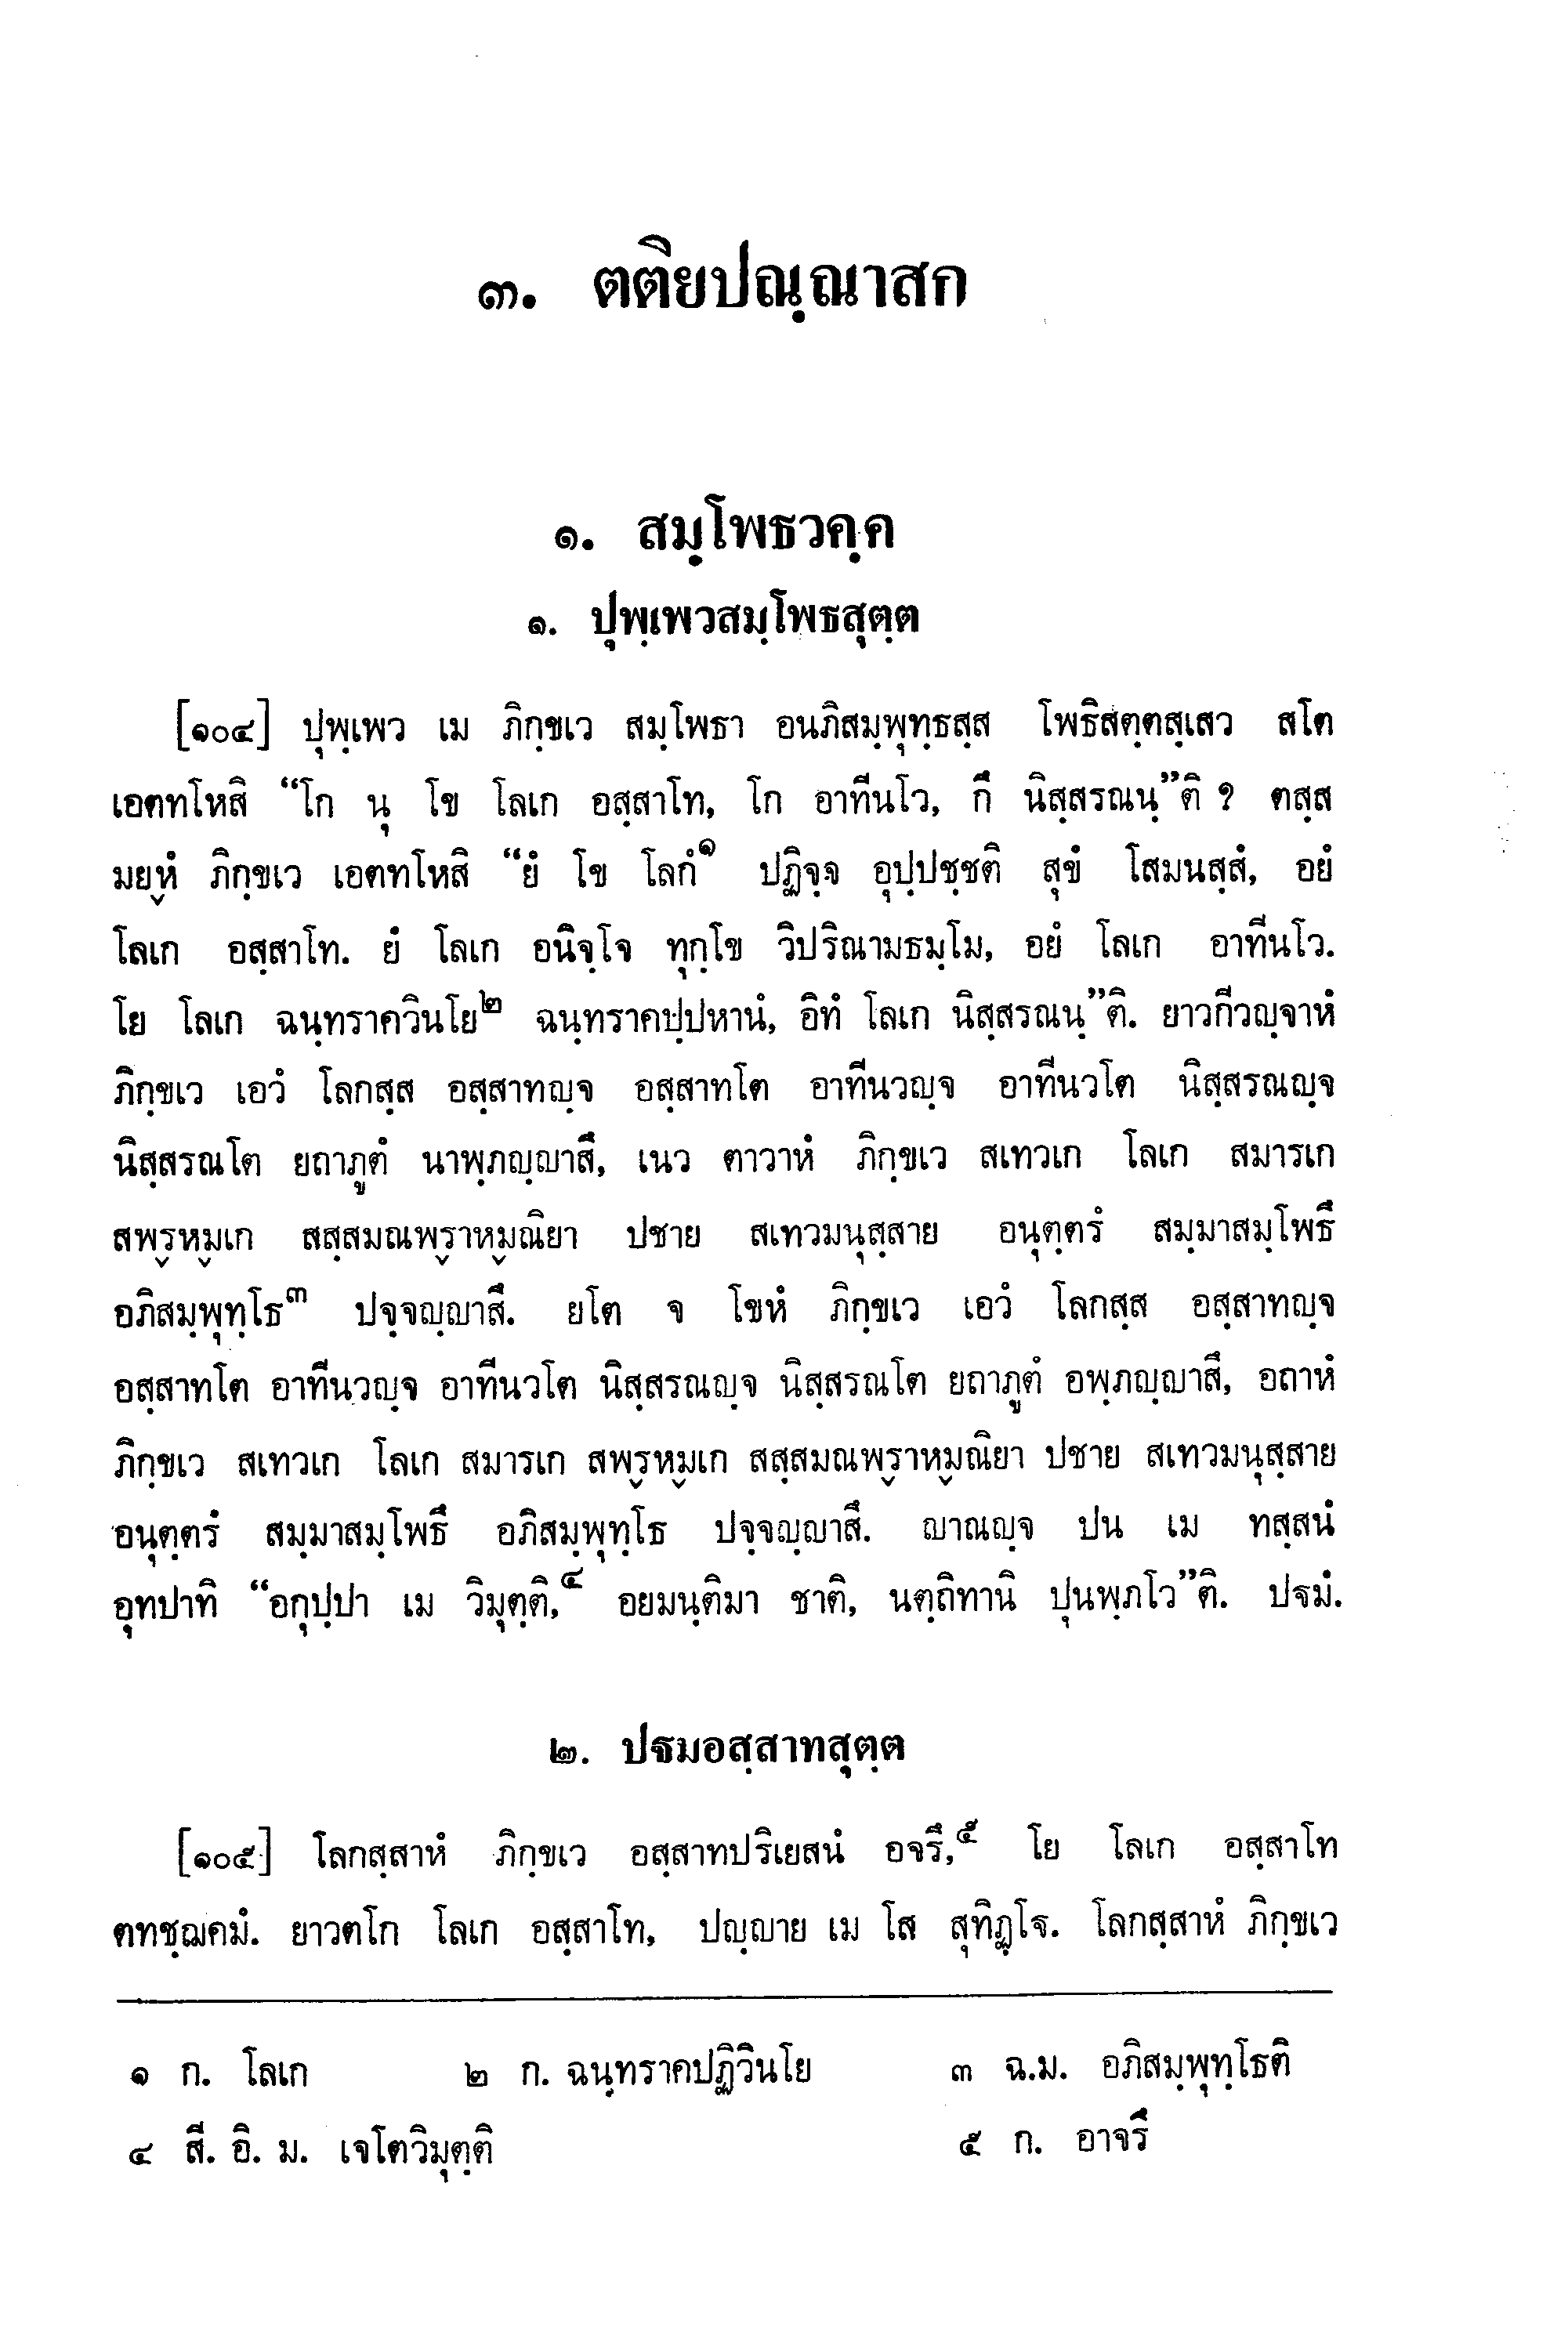 ๓. ตติยปณฺณาสก
๑. สมฺโพธวคฺค
๑. ปุพฺเพวสมฺโพธสุตฺต
[๑๐๔] ปุพฺเพว เม ภิกฺขเว สมฺโพธา อนภิสมฺพุทฺธสฺส โพธิสตฺตสฺเสว สโต
เอตทโหสิ “โก นุ โข โลเก อสฺสาโท, โก อาทีนโว, กึ นิสฺสรณนฺ”ติ ? ตสฺส
มยฺหํ ภิกฺขเว เอตทโหสิ “ยํ โข โลกํ๑ ปฏิจฺจ อุปฺปชฺชติ สุขํ โสมนสฺสํ, อยํ
โลเก อสฺสาโท. ยํ โลเก อนิจฺโจ ทุกฺโข วิปริณามธมฺโม, อยํ โลเก อาทีนโว.
โย โลเก ฉนฺทราควินโย๒ ฉนฺทราคปฺปหานํ, อิทํ โลเก นิสฺสรณนฺ”ติ. ยาวกีวญฺจาหํ
ภิกฺขเว เอวํ โลกสฺส อสฺสาทญฺจ อสฺสาทโต อาทีนวญฺจ อาทีนวโต นิสฺสรณญฺจ
นิสฺสรณโต ยถาภูตํ นาพฺภญฺญาสึ, เนว ตาวาหํ ภิกฺขเว สเทวเก โลเก สมารเก
สพฺรหฺมเก สสฺสมณพฺราหฺมณิยา ปชาย สเทวมนุสฺสาย อนุตฺตรํ สมฺมาสมฺโพธึ
อภิสมฺพุทฺโธ๓ ปจฺจญฺญาสึ. ยโต จ โขหํ ภิกฺขเว เอวํ โลกสฺส อสฺสาทญฺจ
อสฺสาทโต อาทีนวญฺจ อาทีนวโต นิสฺสรณญฺจ นิสฺสรณโต ยถาภูตํ อพฺภญฺญาสึ, อถาหํ
ภิกฺขเว สเทวเก โลเก สมารเก สพฺรหฺมเก สสฺสมณพฺราหฺมณิยา ปชาย สเทวมนุสฺสาย
อนุตฺตรํ สมฺมาสมฺโพธึ อภิสมฺพุทฺโธ ปจฺจญฺญาสึ. ญาณญฺจ ปน เม ทสฺสนํ
อุทปาทิ “อกุปฺปา เม วิมุตฺติ,๔ อยมนฺติมา ชาติ, นตฺถิทานิ ปุนพฺภโว”ติ. ปฐมํ.
๒. ปฐมอสฺสาทสุตฺต
[๑๐๕] โลกสฺสาหํ ภิกฺขเว อสฺสาทปริเยสนํ อจรึ,๕ โย โลเก อสฺสาโท
ตทชฺฌคมํ. ยาวตโก โลเก อสฺสาโท, ปญฺญาย เม โส สุทิฏฺโฐ. โลกสฺสาหํ ภิกฺขเว
๑ ก. โลเก ๒ ก. ฉนฺทราคปฏิวินโย ๓ ฉ.ม. อภิสมฺพุทฺโธติ
๔ สี. อิ. ม. เจโตวิมุตฺติ ๕ ก. อาจรึ